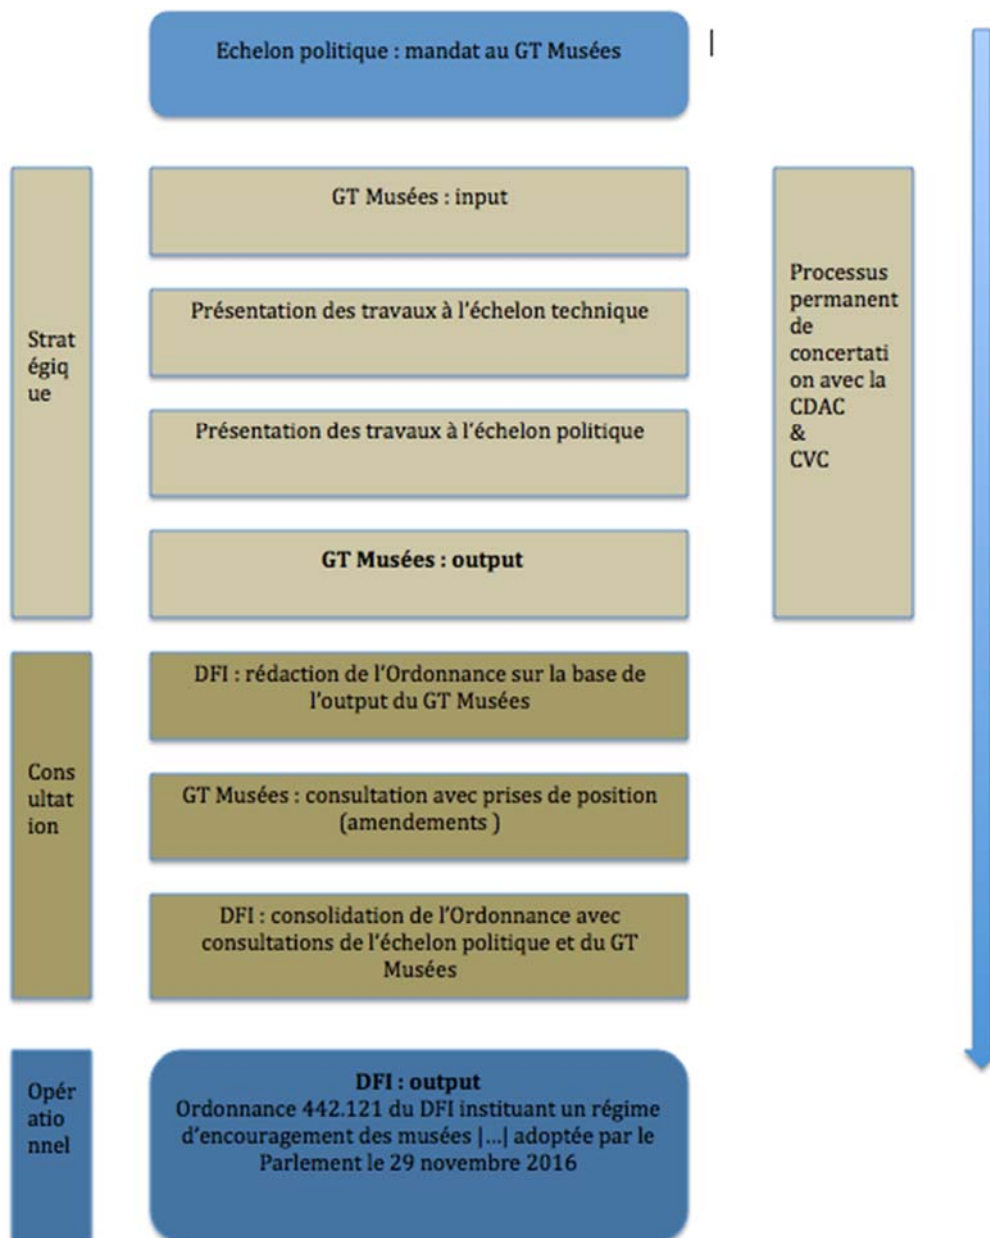 Echelon politique : mandat au GT Musées
Strat
égiq
ue
GT Musées : input
Présentation des travaux à l'échelon technique
Présentation des travaux à l'échelon politique
GT Musées : output
Processus
permanent
de
concertati
on avec la
CDAC
&
CVC
Cons
ultat
ion
DFI : rédaction de l'Ordonnance sur la base de
l'output du GT Musées
GT Musées : consultation avec prises de position
(amendements )
DFI : consolidation de l'Ordonnance avec
consultations de l'échelon politique et du GT
Musées
Opér
atio
nnel
DFI : output
Ordonnance 442.121 du DFI instituant un régime
d'encouragement des musées |...| adoptée par le
Parlement le 29 novembre 2016